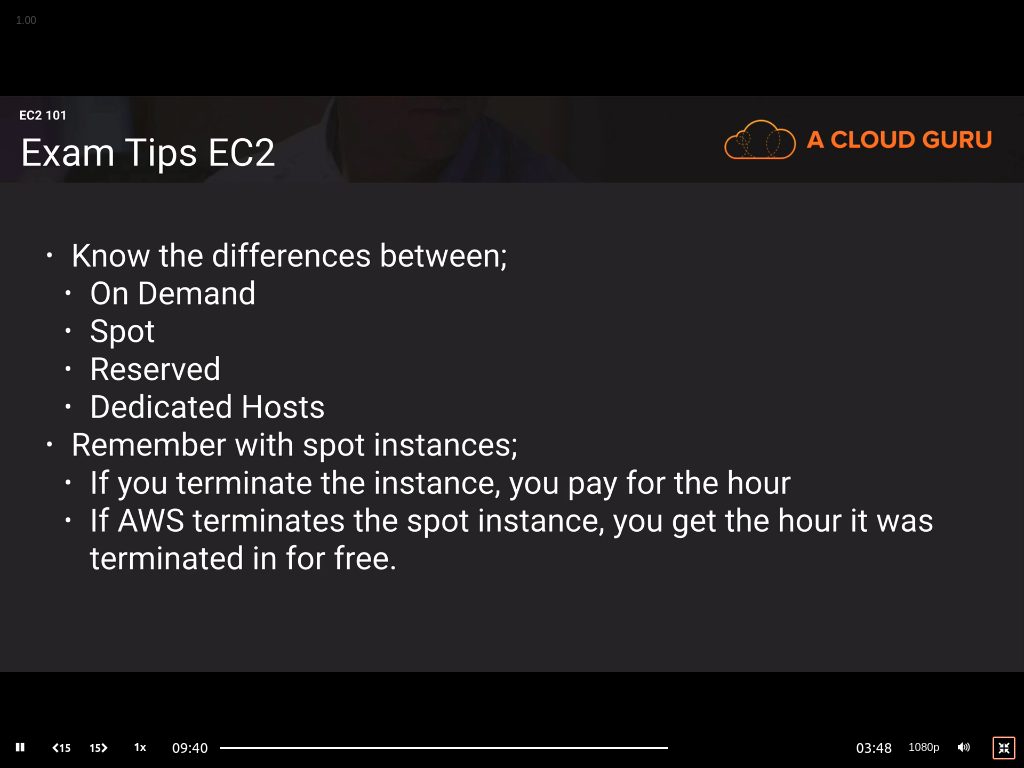 1.00
EC2 101
Exam Tips EC2
A CLOUD GURU
• Know the differences between;
• On Demand
• Spot
• Reserved
• Dedicated Hosts
• Remember with spot instances;
• If you terminate the instance, you pay for the hour
• If AWS terminates the spot instance, you get the hour it was
terminated in for free.
15 15 1x 09:40 03:48 1080p